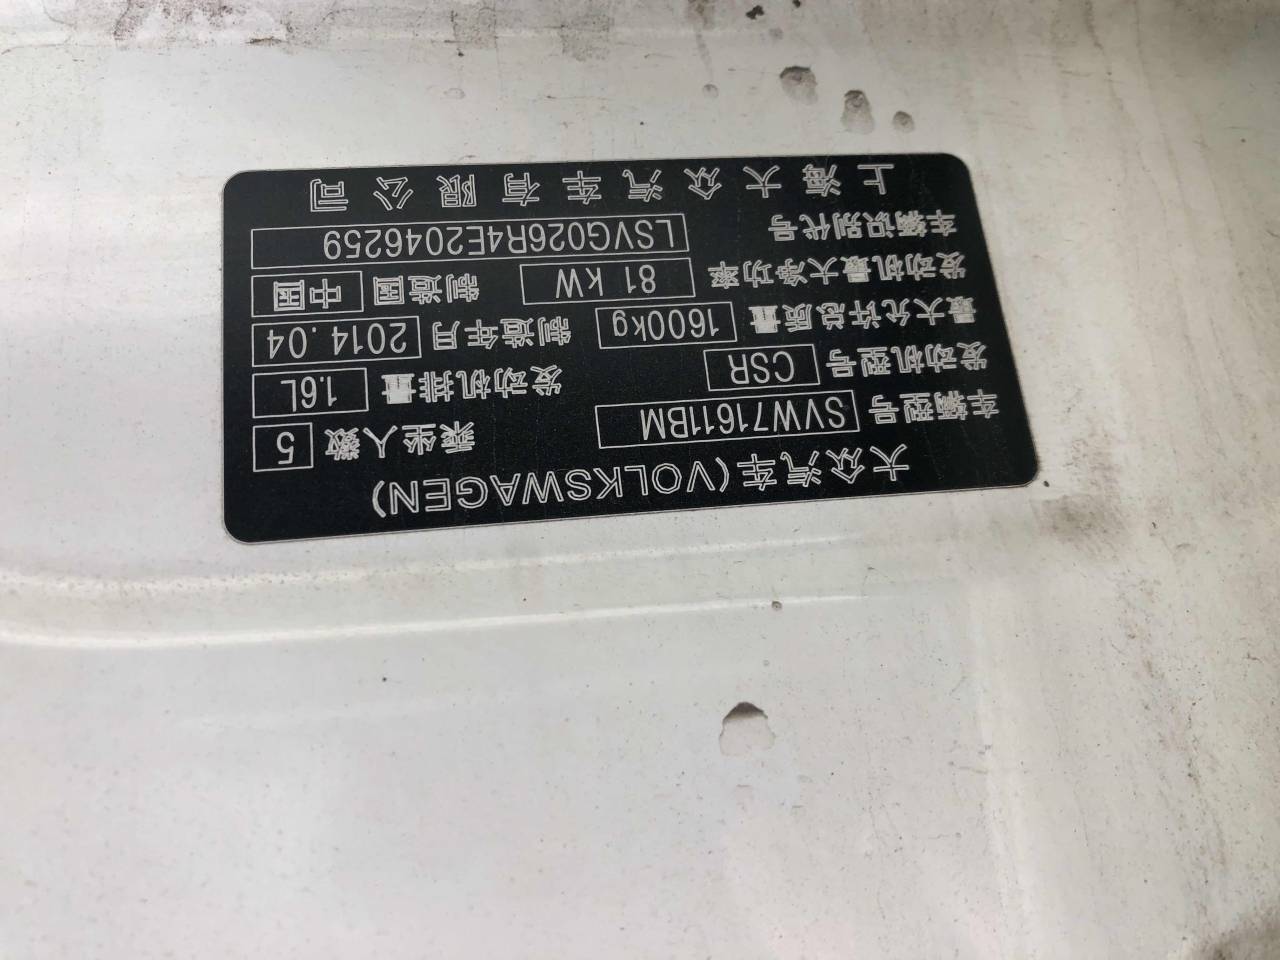 大众汽车(VOLKSWAGEN)
车辆型号 SVW71611BM 乘坐人数 5
发动机型号 CSR 发动机排量 1.6L
最大允许总质量 1600kg 制造年月 2014.04
发动机最大净功率 81 kW 制造国 中国
车辆识别代号 LSVG026R4E2046259
上海大众汽车有限公司